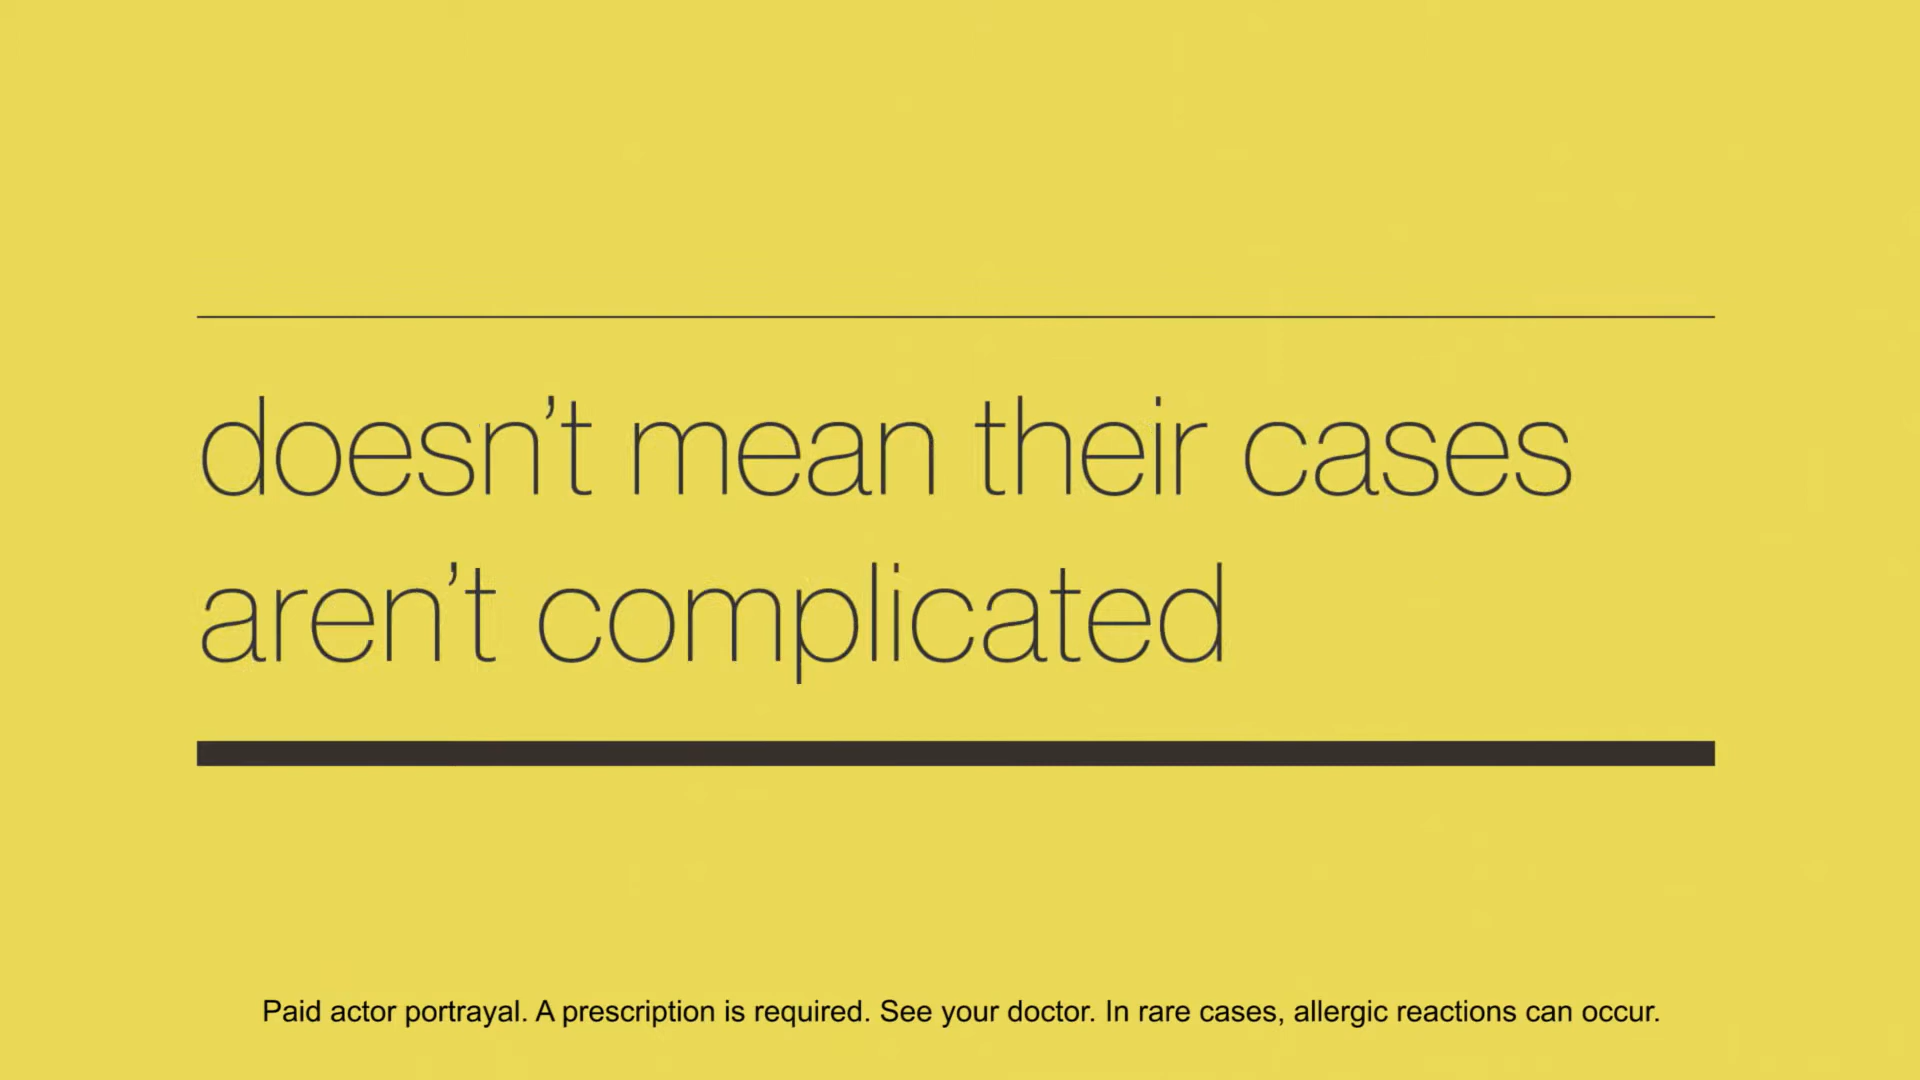 doesn’t mean their cases
aren’t complicated
Paid actor portrayal. A prescription is required. See your doctor. In rare cases, allergic reactions can occur.